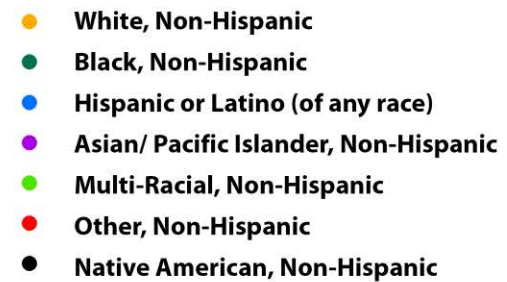 White, Non-Hispanic
Black, Non-Hispanic
Hispanic or Latino (of any race)
Asian/ Pacific Islander, Non-Hispanic
Multi-Racial, Non-Hispanic
Other, Non-Hispanic
Native American, Non-Hispanic